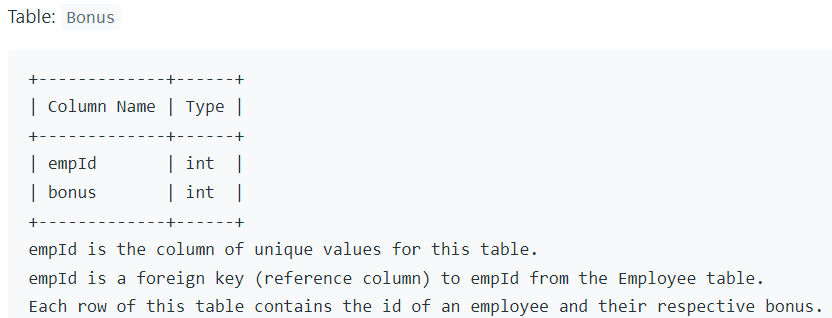 Table: Bonus
+-------------+------+
| Column Name | Type |
+-------------+------+
| empId       | int  |
| bonus       | int  |
+-------------+------+
empId is the column of unique values for this table.
empId is a foreign key (reference column) to empId from the Employee table.
Each row of this table contains the id of an employee and their respective bonus.